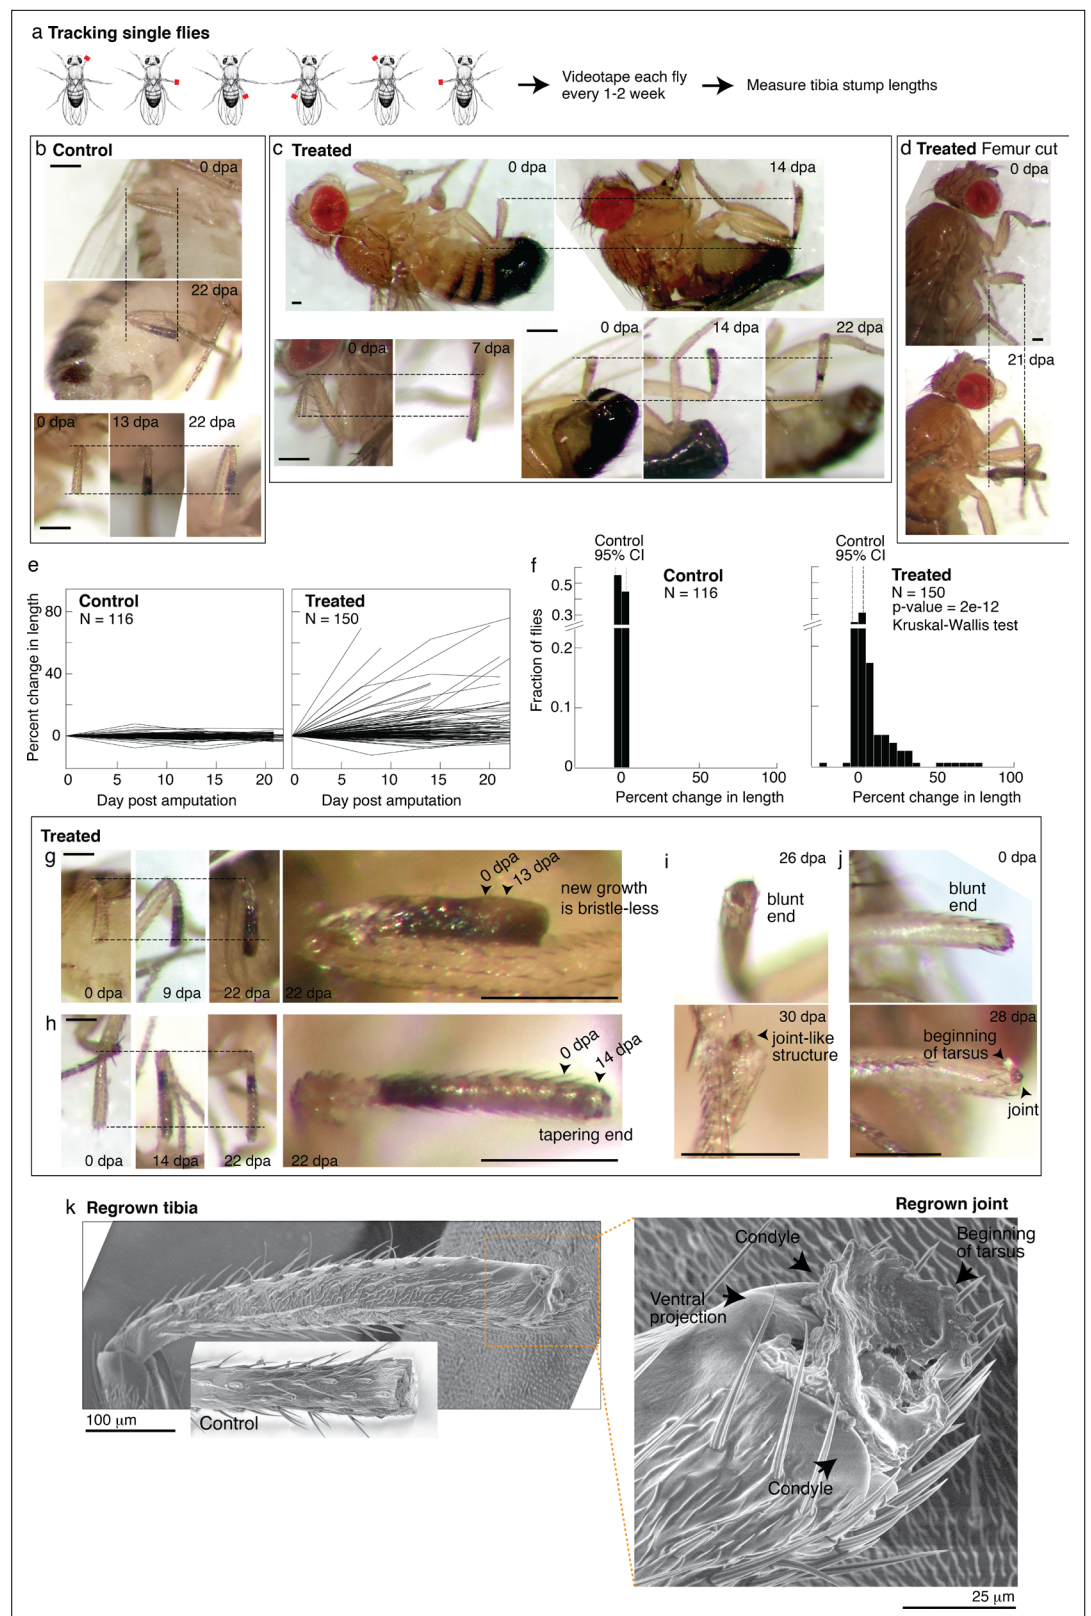 a Tracking single flies
Videotape each fly
every 1-2 week
Measure tibia stump lengths
b Control
0 dpa
22 dpa
0 dpa
13 dpa
22 dpa
c Treated
0 dpa
14 dpa
0 dpa
7 dpa
0 dpa
14 dpa
22 dpa
d Treated Femur cut
0 dpa
21 dpa
e
Control
N = 116
Treated
N = 150
Percent change in length
80
40
0
0 5 10 15 20
0 5 10 15 20
Day post amputation
Day post amputation
f
Control
95% CI
Control
N = 116
Control
95% CI
Treated
N = 150
p-value = 2e-12
Kruskal-Wallis test
Fraction of flies
0.5
0.3
0.2
0.1
0
0 50 100
0 50 100
Percent change in length
Percent change in length
Treated
g
0 dpa
9 dpa
22 dpa
22 dpa
0 dpa
13 dpa
new growth
is bristle-less
h
0 dpa
14 dpa
22 dpa
22 dpa
0 dpa
14 dpa
tapering end
i
26 dpa
blunt
end
30 dpa
joint-like
structure
j
0 dpa
blunt
end
28 dpa
beginning
of tarsus
joint
k Regrown tibia
Control
100 μm
Regrown joint
Condyle
Beginning
of tarsus
Ventral
projection
Condyle
25 μm